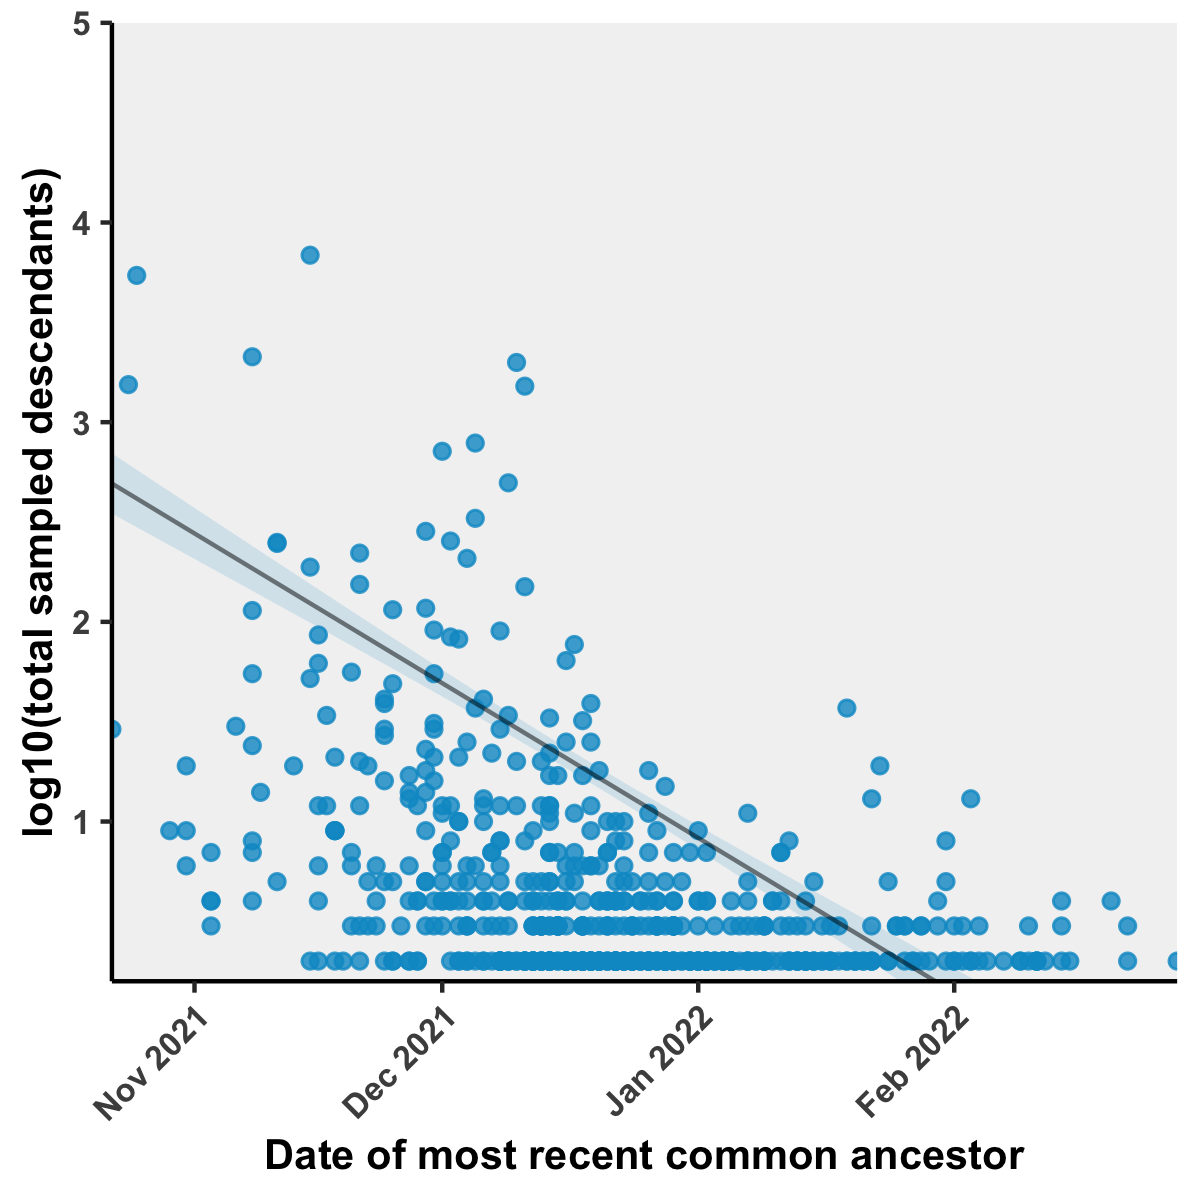 log10(total sampled descendants)
5
4
3
2
1
Nov 2021
Dec 2021
Jan 2022
Feb 2022
Date of most recent common ancestor